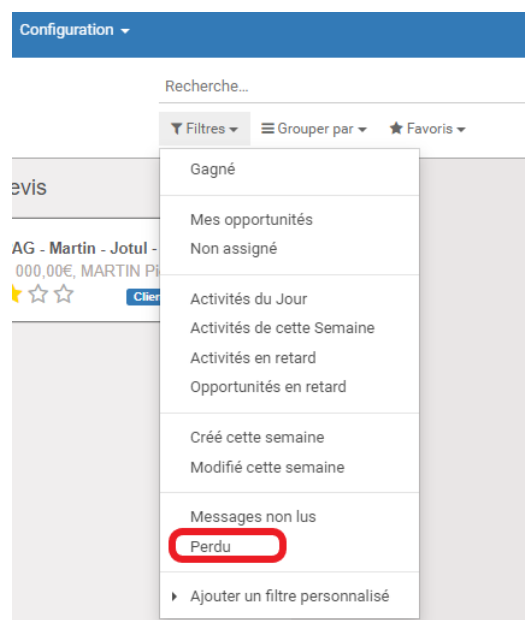 Configuration
Recherche...
Filtres
Grouper par
Favoris
Gagné
evis
Mes opportunités
Non assigné
AG - Martin - Jotul -
000,00€, MARTIN Pi
Clien
Activités du Jour
Activités de cette Semaine
Activités en retard
Opportunités en retard
Créé cette semaine
Modifié cette semaine
Messages non lus
Perdu
Ajouter un filtre personnalisé